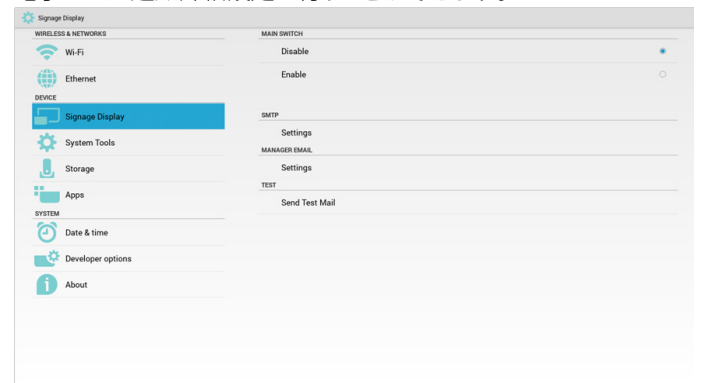 Signage Display
WIRELESS & NETWORKS
Wi-Fi
Ethernet
DEVICE
Signage Display
System Tools
Storage
Apps
SYSTEM
Date & time
Developer options
About
MAIN SWITCH
Disable
Enable
SMTP
Settings
MANAGER EMAIL
Settings
TEST
Send Test Mail